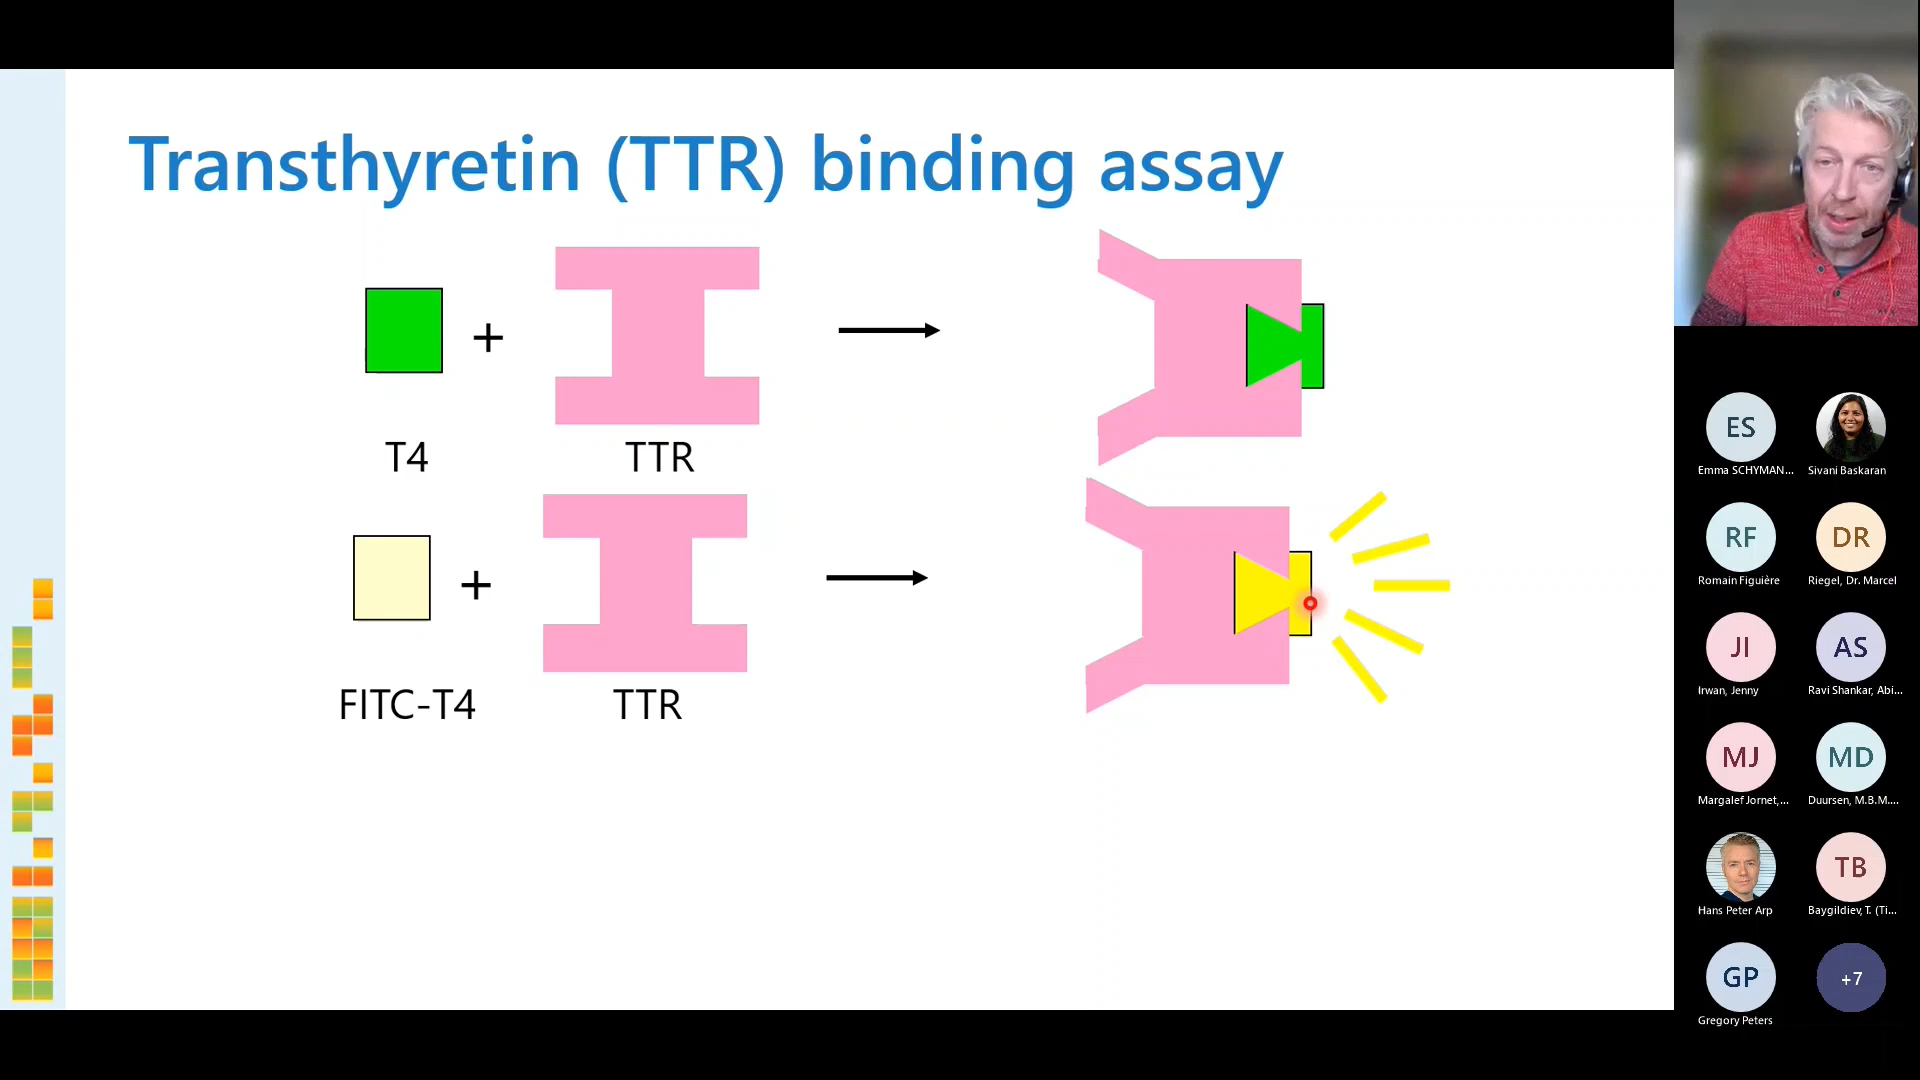 Transthyretin (TTR) binding assay
+
T4
TTR
+
FITC-T4
TTR
ES
Emma SCHYMAN...
Sivani Baskaran
RF
Romain Figuière
DR
Riegel, Dr. Marcel
JI
Irwan, Jenny
AS
Ravi Shankar, Abi...
MJ
Margalef Jornet,...
MD
Duursen, M.B.M....
Hans Peter Arp
TB
Baygildiev, T. (Ti...
GP
Gregory Peters
+7